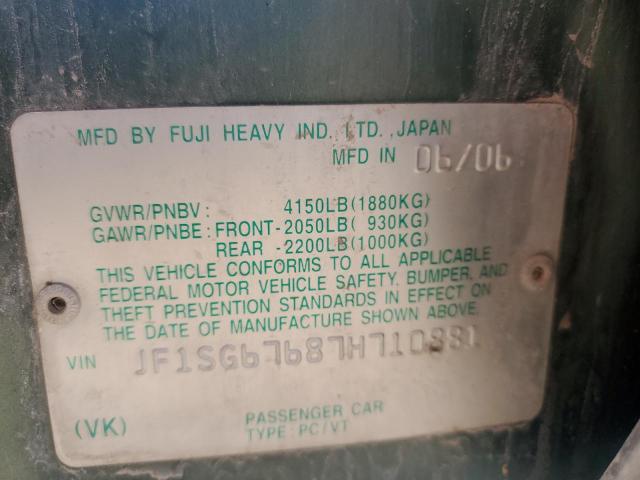 MFD BY FUJI HEAVY IND. LTD. JAPAN
MFD IN 06/06
GVWR/PNBV: 4150LB(1880KG)
GAWR/PNBE: FRONT-2050LB( 930KG)
REAR -2200LB(1000KG)
THIS VEHICLE CONFORMS TO ALL APPLICABLE
FEDERAL MOTOR VEHICLE SAFETY, BUMPER, AND
THEFT PREVENTION STANDARDS IN EFFECT ON
THE DATE OF MANUFACTURE SHOWN ABOVE.
VIN JF1SG67687H710881
PASSENGER CAR
(VK) TYPE: PC/VT